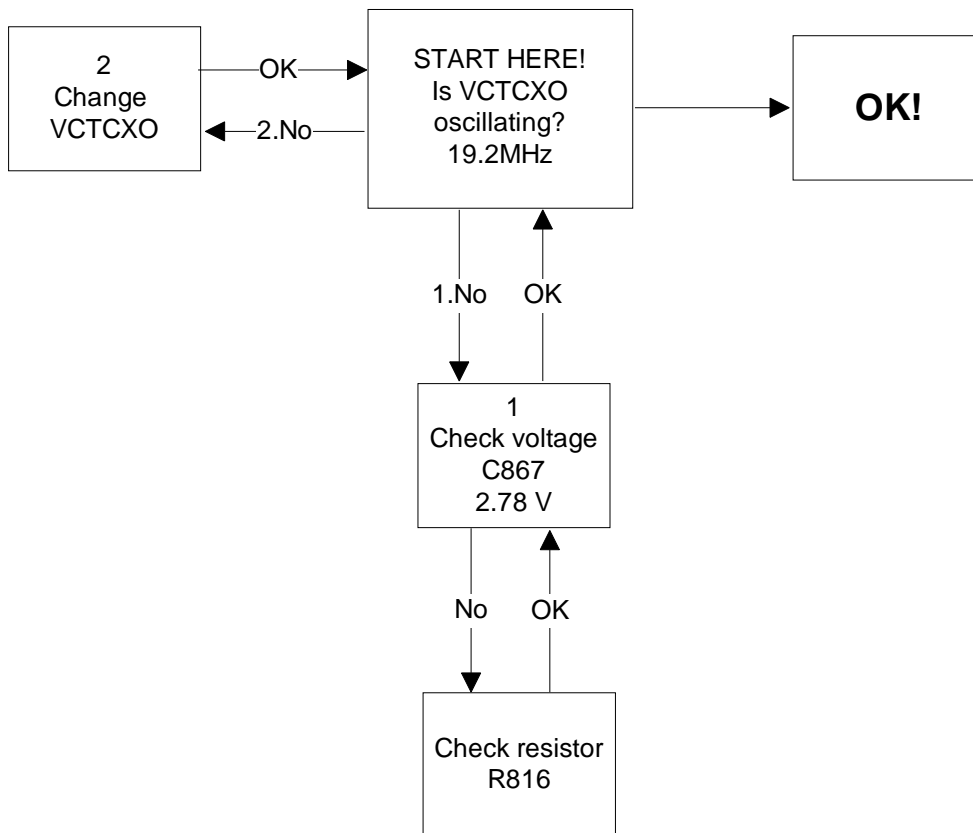 2
Change
VCTCXO
OK
2.No
START HERE!
Is VCTCXO
oscillating?
19.2MHz
OK!
1.No
OK
1
Check voltage
C867
2.78 V
No
OK
Check resistor
R816